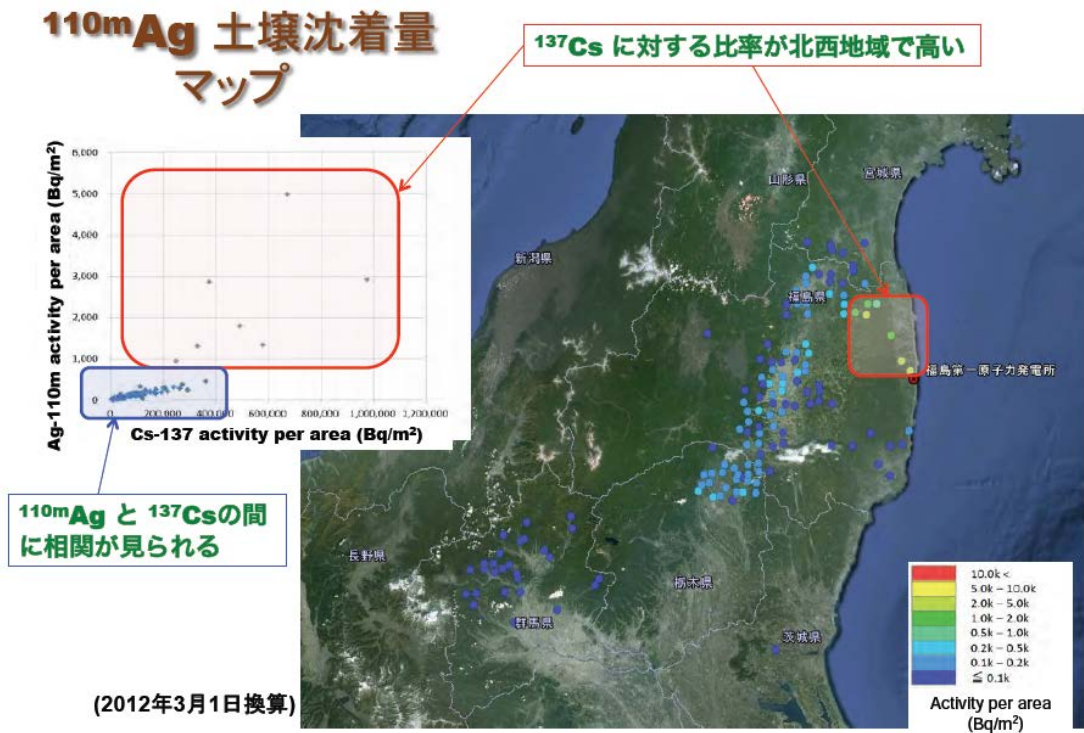 110mAg 土壌沈着量
マップ
137Cs に対する比率が北西地域で高い
Ag-110m activity per area (Bq/m²)
6,000
5,000
4,000
3,000
2,000
1,000
0
0
200,000
400,000
600,000
800,000
1,000,000
1,200,000
Cs-137 activity per area (Bq/m²)
110mAg と 137Csの間
に相関が見られる
(2012年3月1日換算)
山形県
宮城県
新潟県
福島県
福島第一原子力発電所
長野県
栃木県
群馬県
茨城県
10.0k <
5.0k – 10.0k
2.0k – 5.0k
1.0k – 2.0k
0.5k – 1.0k
0.2k – 0.5k
0.1k – 0.2k
≦ 0.1k
Activity per area
(Bq/m²)